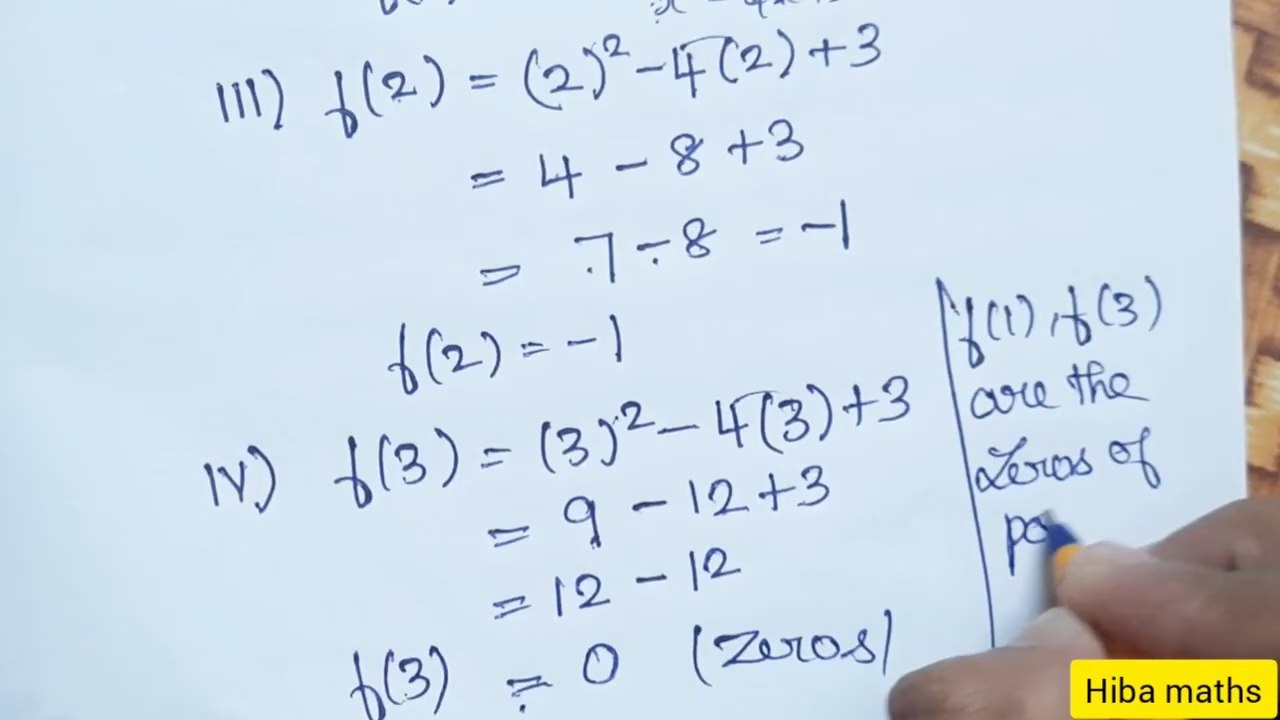 III) f(2) = (2)² - 4(2) + 3
= 4 - 8 + 3
= 7 - 8 = -1
f(2) = -1
IV) f(3) = (3)² - 4(3) + 3
= 9 - 12 + 3
= 12 - 12
f(3) = 0 (zeros)
f(1), f(3)
are the
zeros of
po
Hiba maths